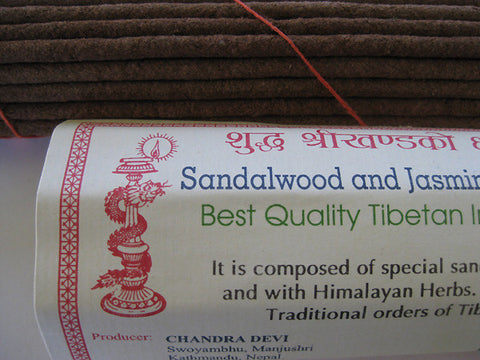 शुद्ध श्रीखण्डको
Sandalwood and Jasmin
Best Quality Tibetan In
It is composed of special san
and with Himalayan Herbs.
Traditional orders of Tib
Producer: CHANDRA DEVI
Swoyambhu, Manjushri
Kathmandu, Nepal.